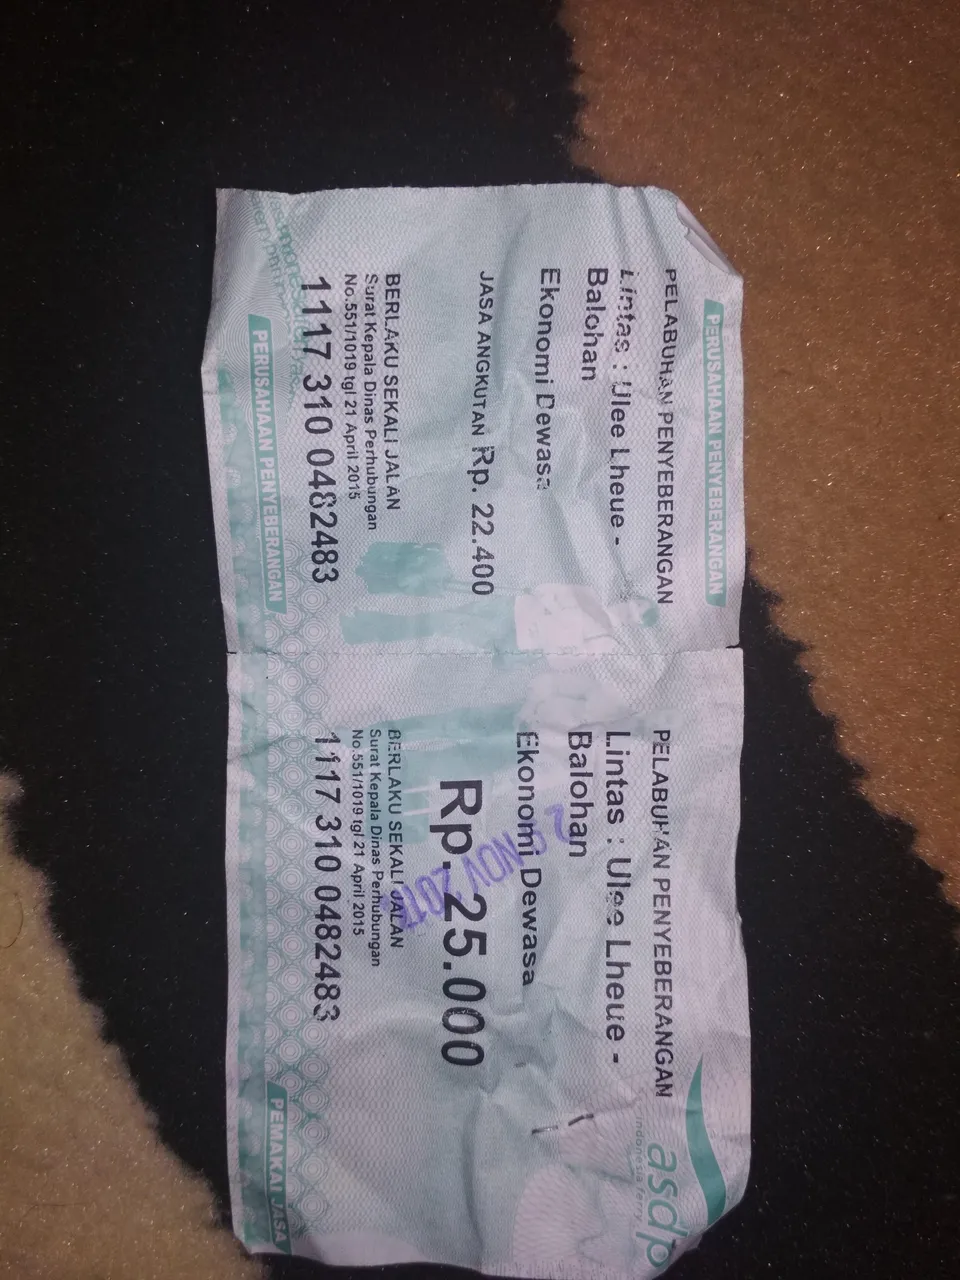 PERUSAHAAN PENYEBERANGAN
PELABUHAN PENYEBERANGAN
Lintas : Ulee Lheue -
Balohan
Ekonomi Dewasa
JASA ANGKUTAN Rp. 22.400
BERLAKU SEKALI JALAN
Surat Kepala Dinas Perhubungan
No.551/1019 tgl 21 April 2015
1117 310 0482483
PERUSAHAAN PENYEBERANGAN
asdp
indonesia ferry
PELABUHAN PENYEBERANGAN
Lintas : Ulee Lheue -
Balohan
Ekonomi Dewasa
Rp. 25.000
NOV
BERLAKU SEKALI JALAN
Surat Kepala Dinas Perhubungan
No.551/1019 tgl 21 April 2015
1117 310 0482483
PEMAKAI JASA